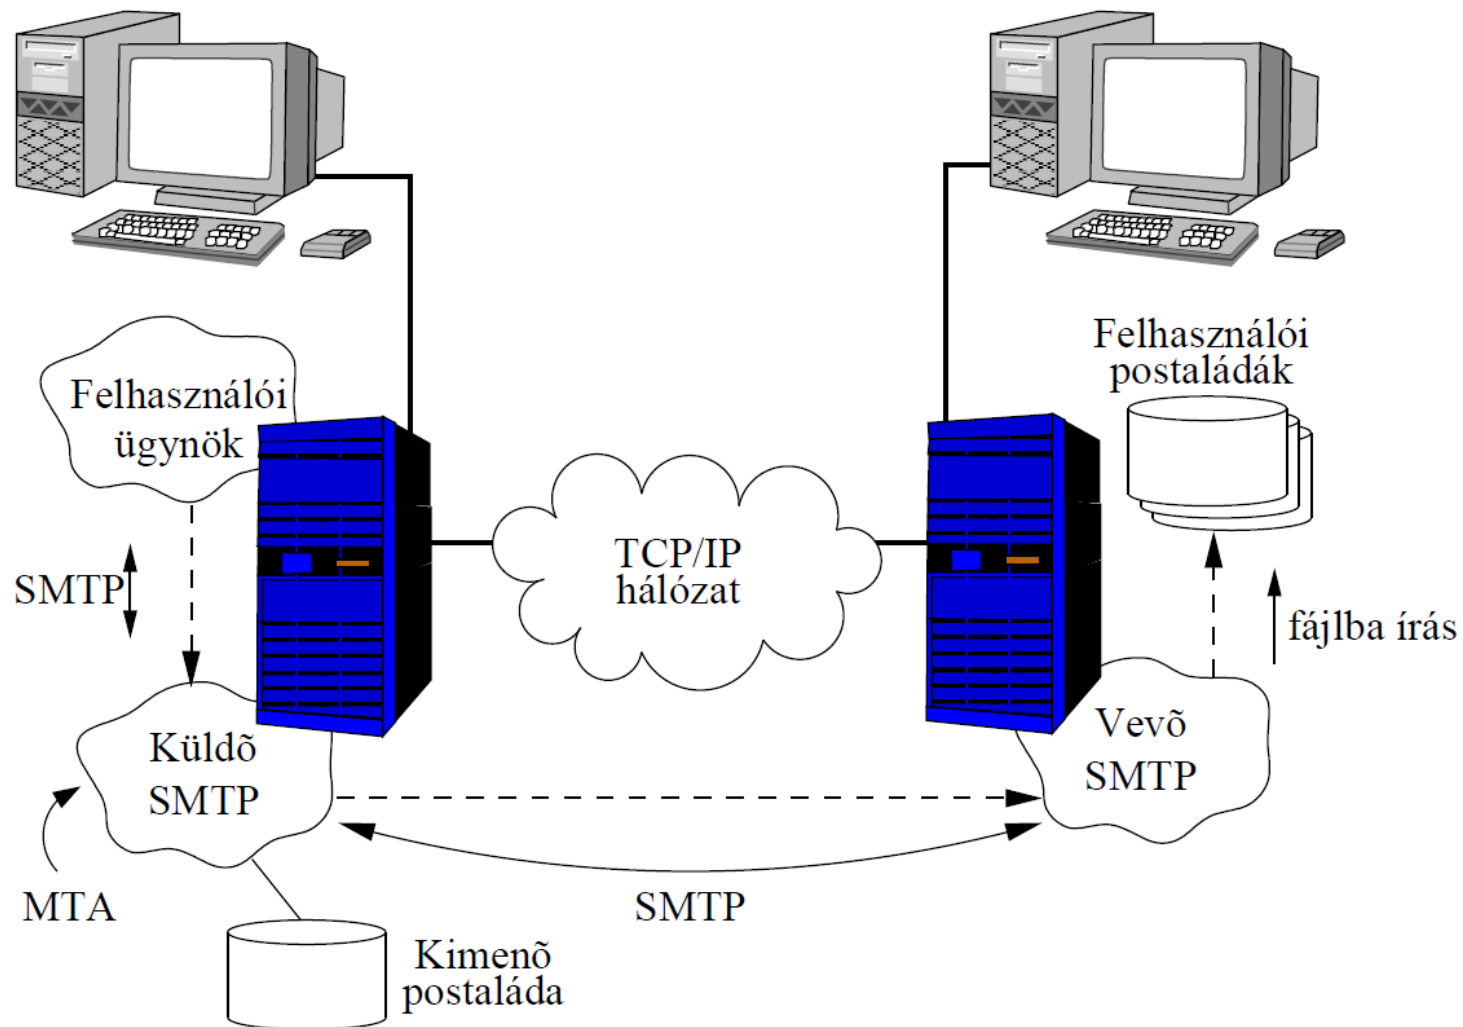 Felhasználói
postaládák
Felhasználói
ügynök
TCP/IP
hálózat
SMTP
fájlba írás
Küldõ
SMTP
Vevõ
SMTP
MTA
SMTP
Kimenõ
postaláda